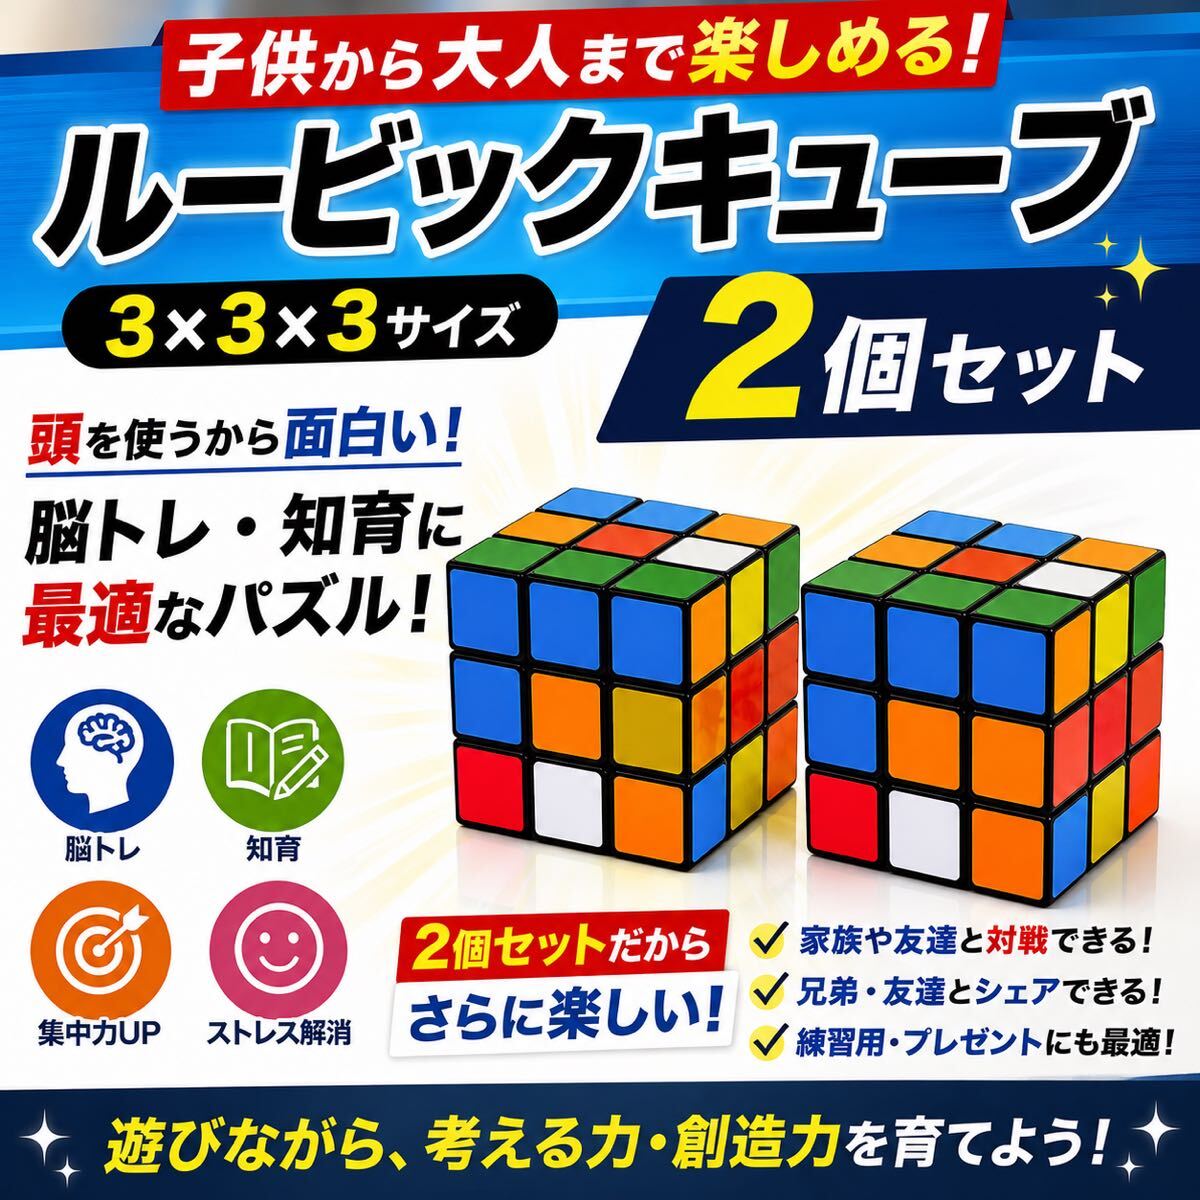 子供から大人まで楽しめる!
ルービックキューブ
3×3×3サイズ
2個セット
頭を使うから面白い!
脳トレ・知育に
最適なパズル!
脳トレ
知育
集中力UP
ストレス解消
2個セットだから
さらに楽しい!
家族や友達と対戦できる!
兄弟・友達とシェアできる!
練習用・プレゼントにも最適!
遊びながら、考える力・創造力を育てよう!